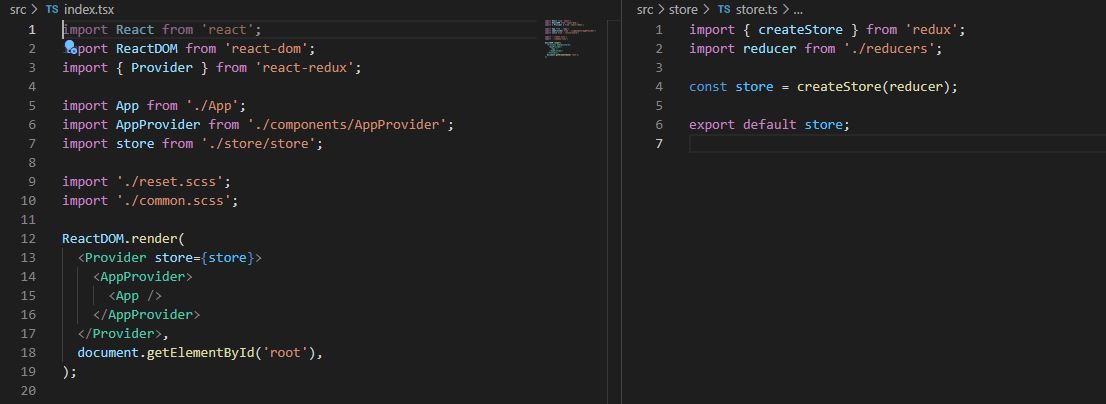 src > TS index.tsx
1 import React from 'react';
2 import ReactDOM from 'react-dom';
3 import { Provider } from 'react-redux';
4
5 import App from './App';
6 import AppProvider from './components/AppProvider';
7 import store from './store/store';
8
9 import './reset.scss';
10 import './common.scss';
11
12 ReactDOM.render(
13   <Provider store={store}>
14     <AppProvider>
15       <App />
16     </AppProvider>
17   </Provider>,
18   document.getElementById('root'),
19 );
20
src > store > TS store.ts > ...
1 import { createStore } from 'redux';
2 import reducer from './reducers';
3
4 const store = createStore(reducer);
5
6 export default store;
7